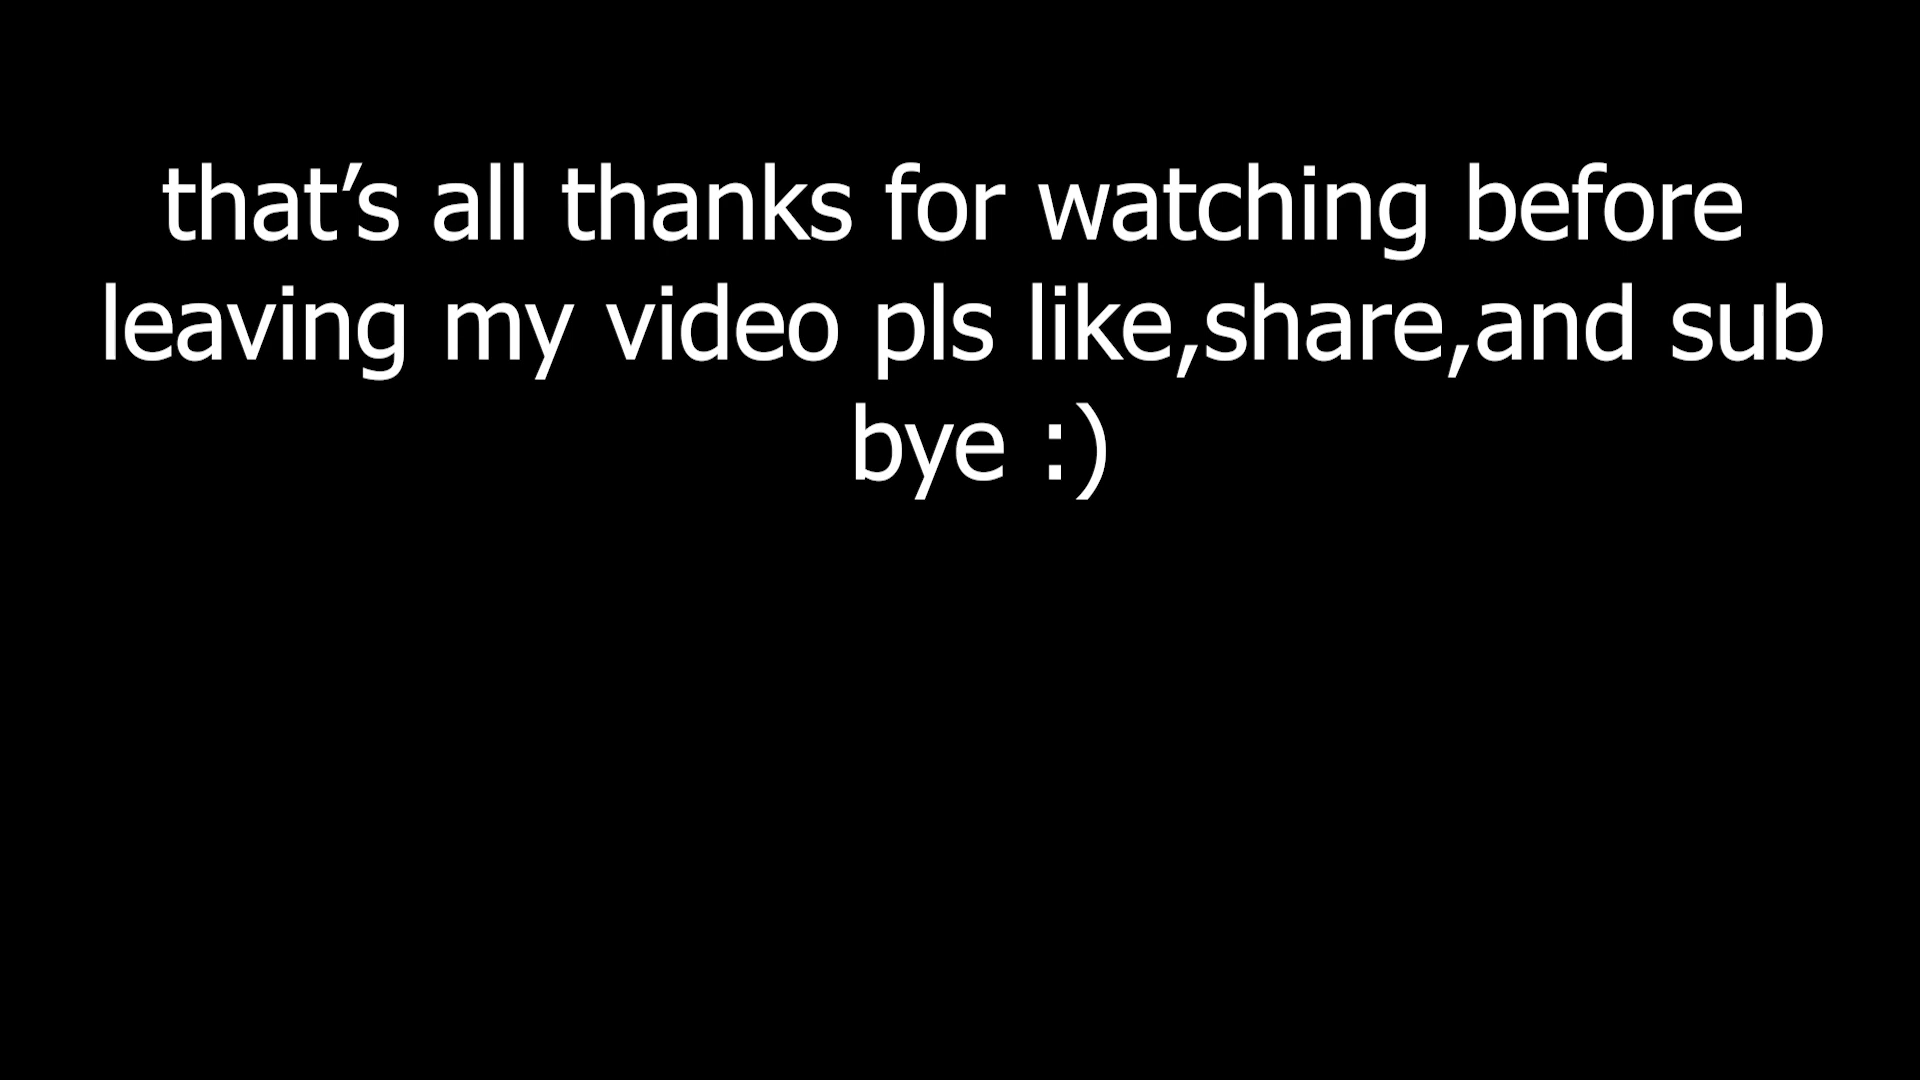 that’s all thanks for watching before
leaving my video pls like,share,and sub
bye :)